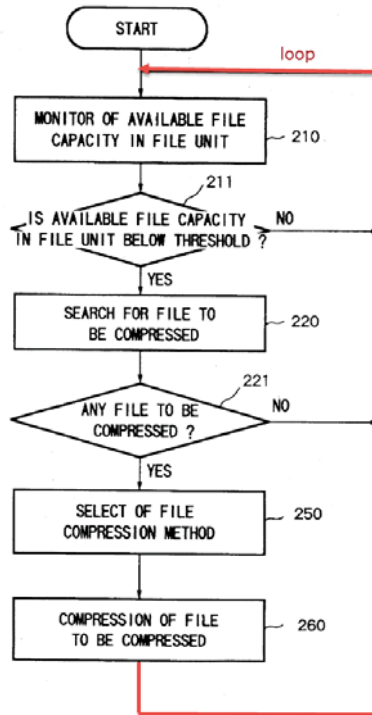 START
loop
MONITOR OF AVAILABLE FILE
CAPACITY IN FILE UNIT
210
211
IS AVAILABLE FILE CAPACITY
IN FILE UNIT BELOW THRESHOLD ?
NO
YES
SEARCH FOR FILE TO
BE COMPRESSED
220
221
ANY FILE TO BE
COMPRESSED ?
NO
YES
SELECT OF FILE
COMPRESSION METHOD
250
COMPRESSION OF FILE
TO BE COMPRESSED
260